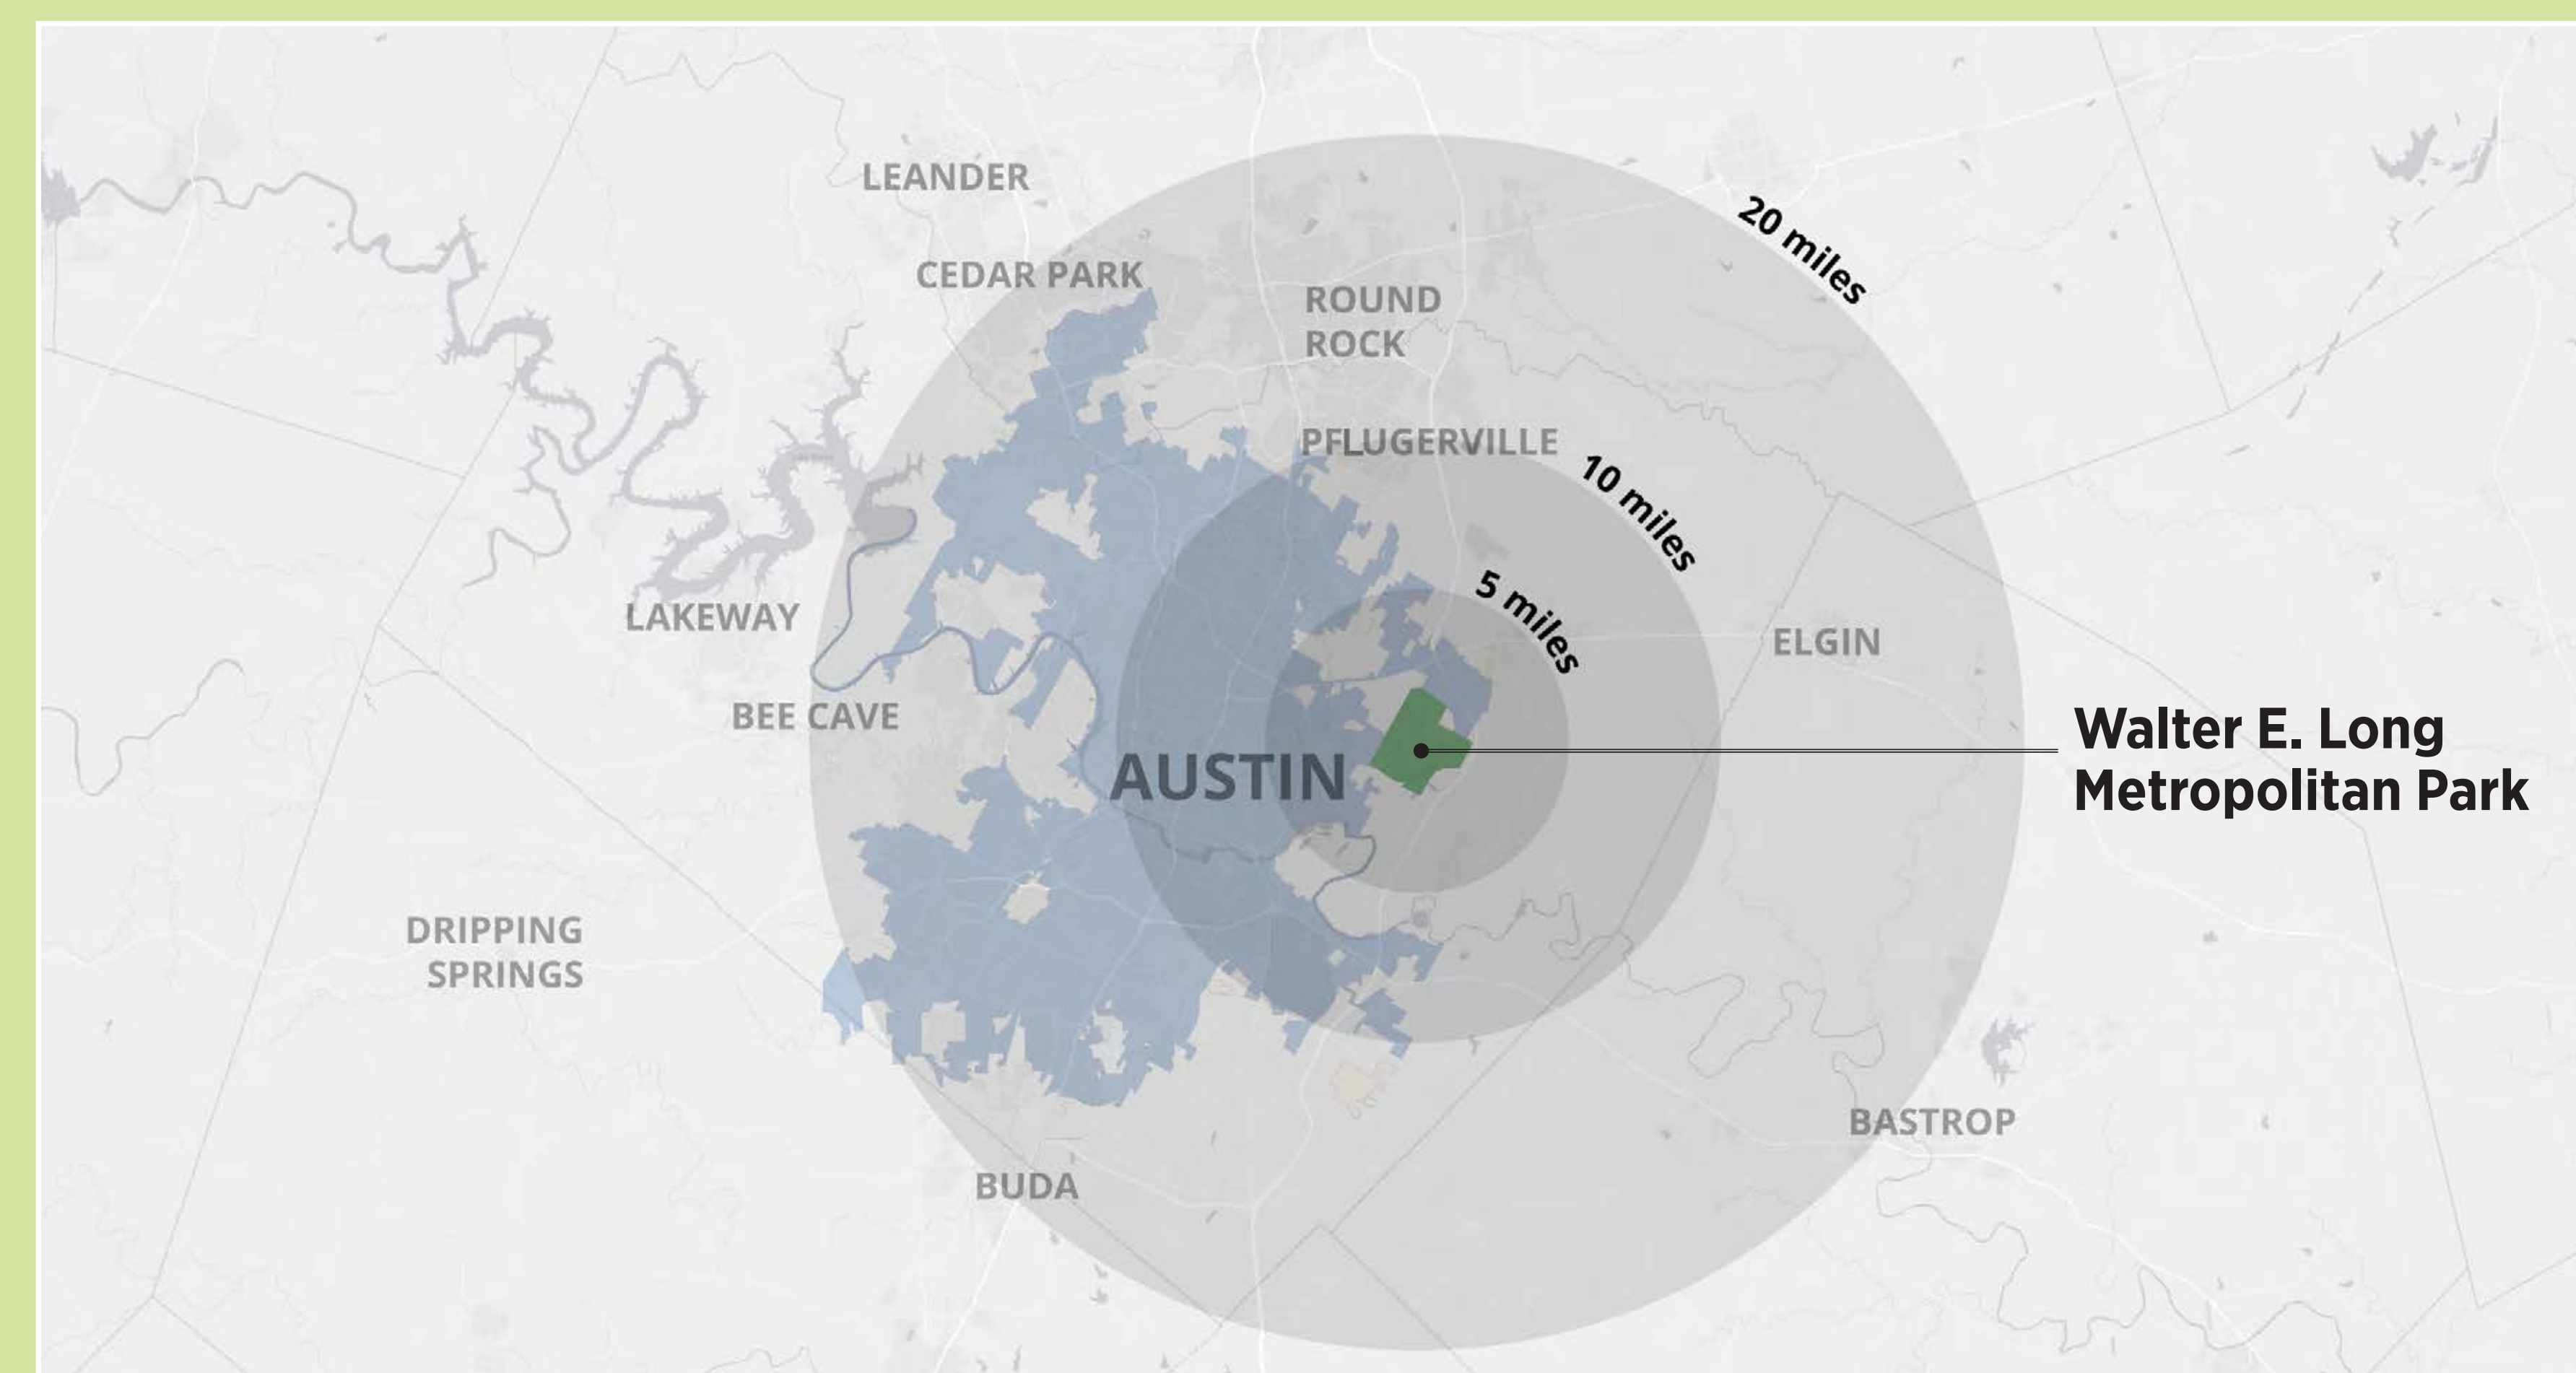 LEANDER
20 miles
CEDAR PARK
ROUND
ROCK
PFLUGERVILLE
10 miles
5 miles
LAKEWAY
ELGIN
BEE CAVE
Walter E. Long
Metropolitan Park
AUSTIN
DRIPPING
SPRINGS
BASTROP
BUDA